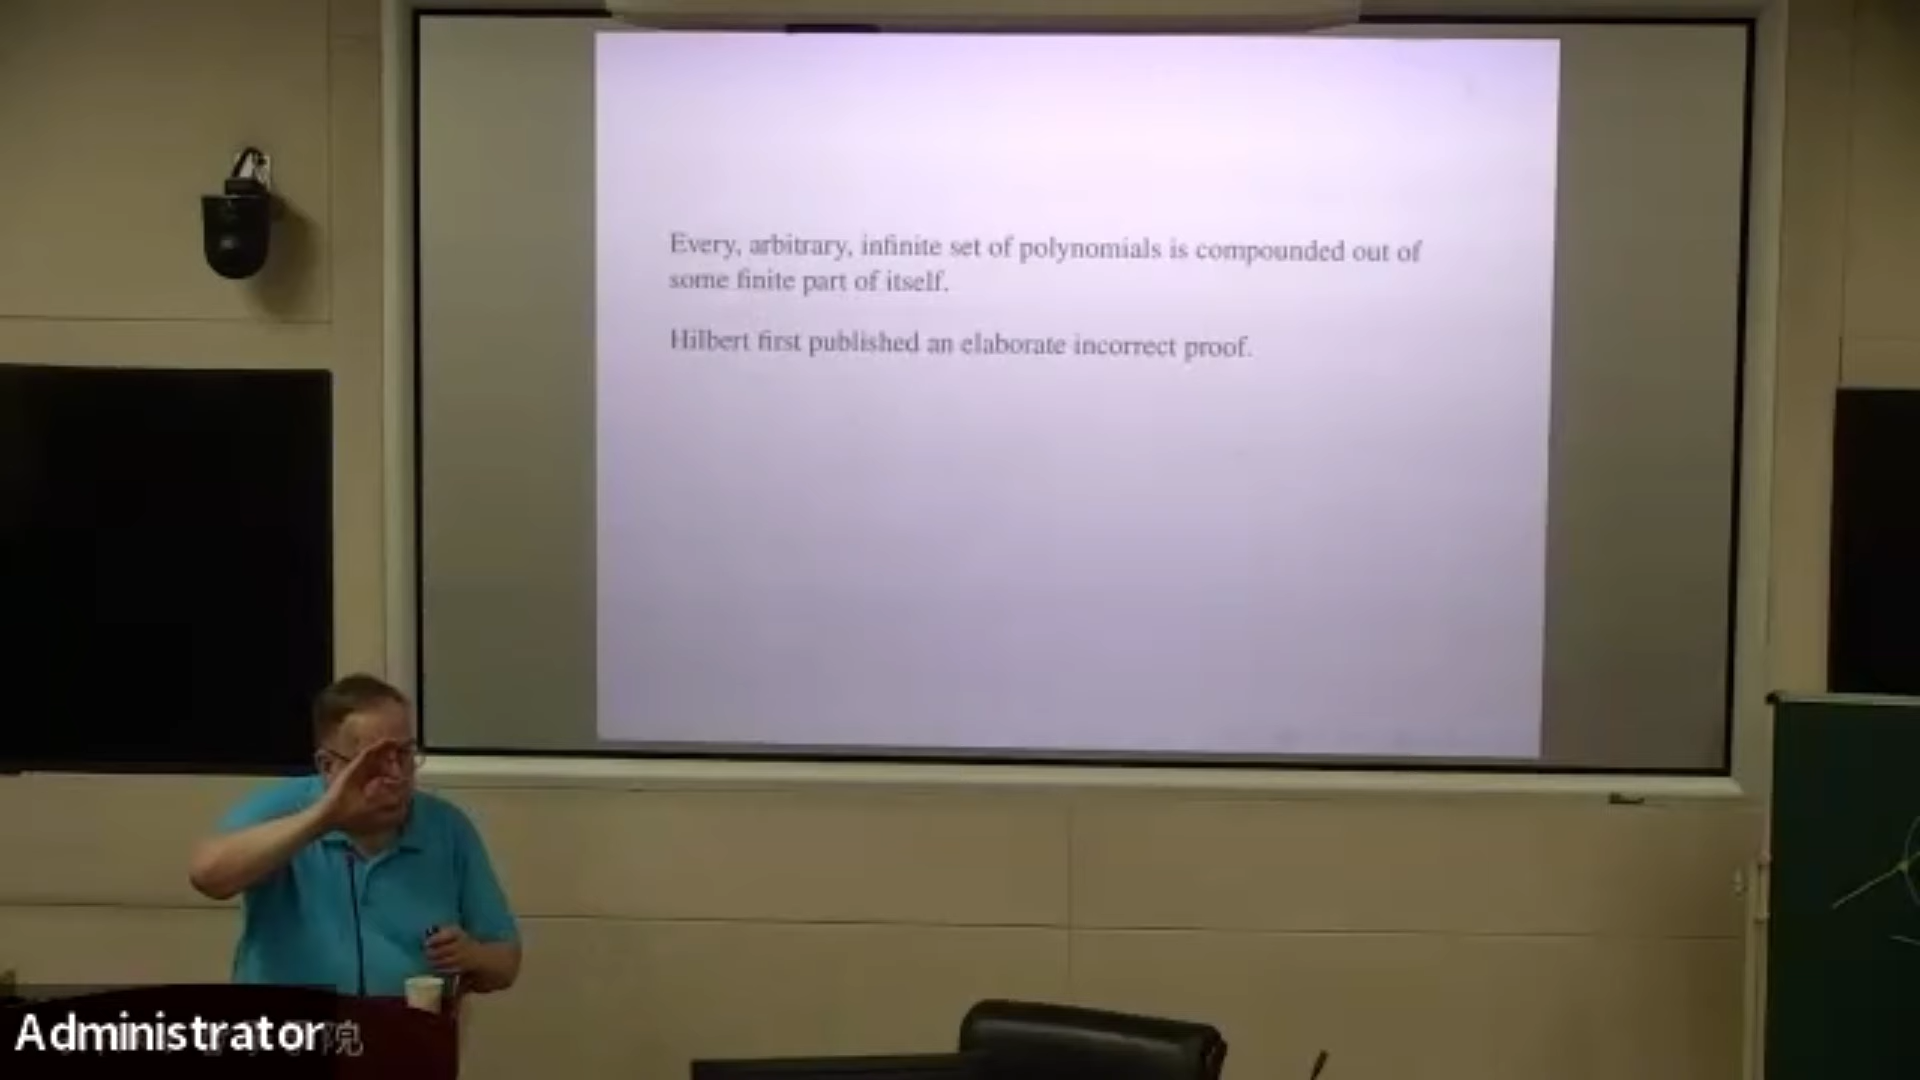 Every, arbitrary, infinite set of polynomials is compounded out of
some finite part of itself.
Hilbert first published an elaborate incorrect proof.
Administrator
院